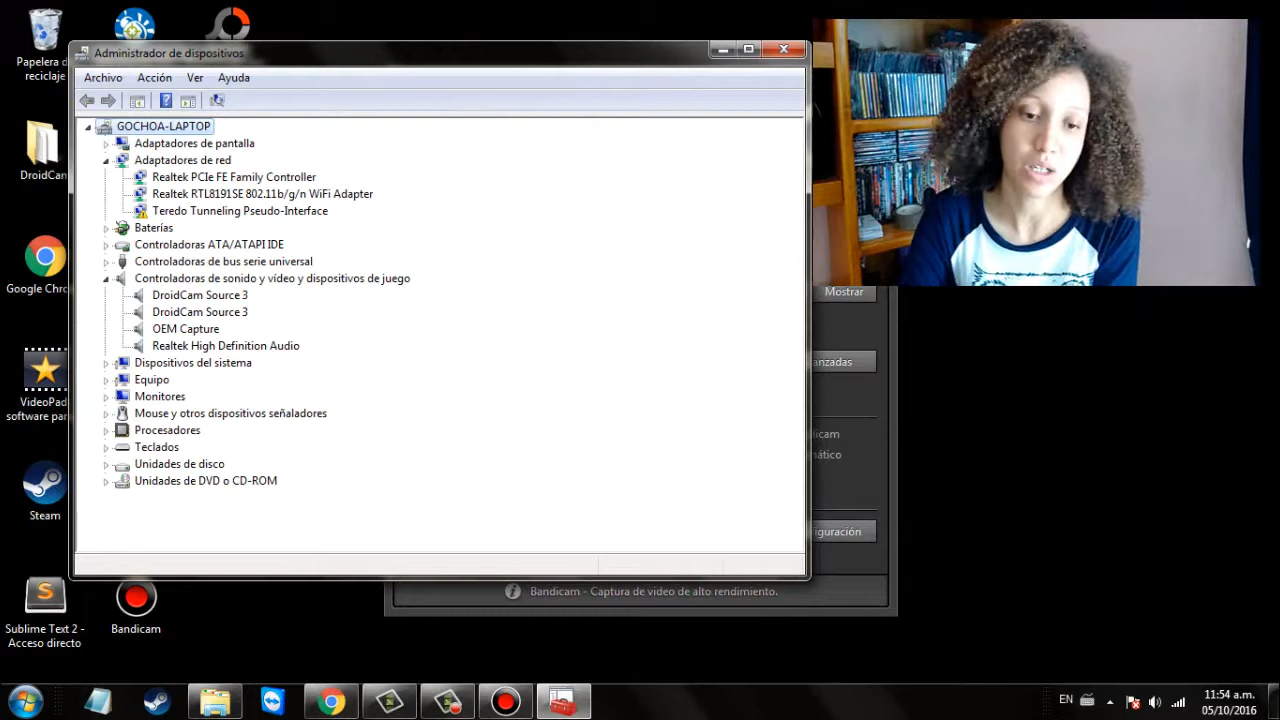 Papelera de
reciclaje
DroidCam
Google Chro
VideoPad
software par
Steam
Sublime Text 2 -
Acceso directo
Bandicam
Administrador de dispositivos
Archivo Acción Ver Ayuda
GOCHOA-LAPTOP
Adaptadores de pantalla
Adaptadores de red
Realtek PCIe FE Family Controller
Realtek RTL8191SE 802.11b/g/n WiFi Adapter
Teredo Tunneling Pseudo-Interface
Baterías
Controladoras ATA/ATAPI IDE
Controladoras de bus serie universal
Controladoras de sonido y vídeo y dispositivos de juego
DroidCam Source 3
DroidCam Source 3
OEM Capture
Realtek High Definition Audio
Dispositivos del sistema
Equipo
Monitores
Mouse y otros dispositivos señaladores
Procesadores
Teclados
Unidades de disco
Unidades de DVD o CD-ROM
Mostrar
anzadas
dicam
mático
iguración
Bandicam - Captura de video de alto rendimiento.
EN
11:54 a.m.
05/10/2016